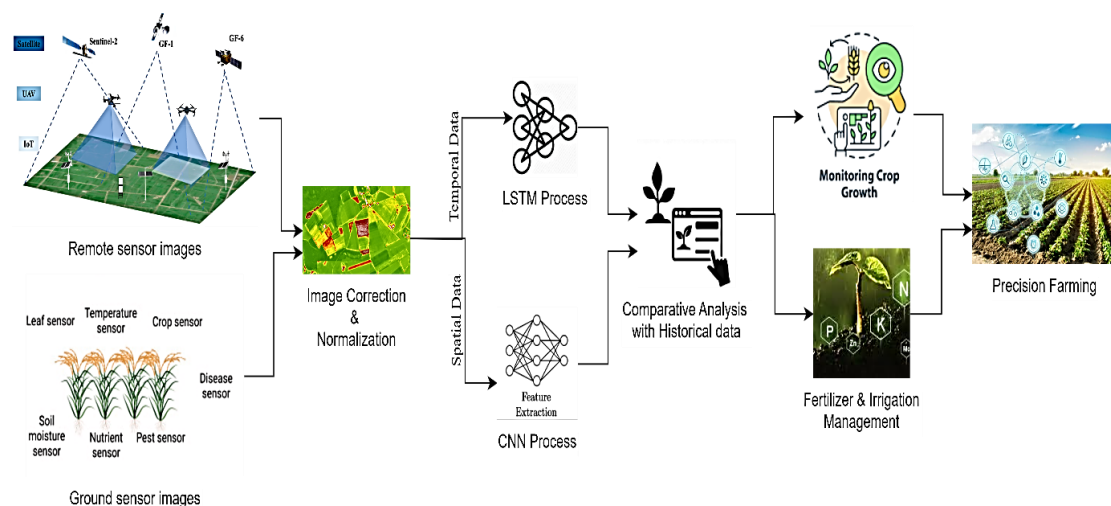 Satellite
Sentinel-2
GF-1
GF-6
UAV
IoT
Remote sensor images
Leaf sensor
Temperature
sensor
Crop sensor
Disease
sensor
Soil
moisture
sensor
Nutrient
sensor
Pest sensor
Ground sensor images
Image Correction
&
Normalization
Temporal Data
Spatial Data
LSTM Process
Feature
Extraction
CNN Process
Comparative Analysis
with Historical data
Monitoring Crop
Growth
P
Zn
K
N
Mo
Fertilizer & Irrigation
Management
Precision Farming